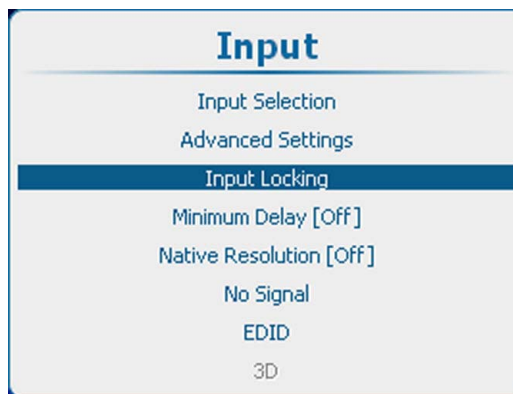 Input
Input Selection
Advanced Settings
Input Locking
Minimum Delay [Off]
Native Resolution [Off]
No Signal
EDID
3D